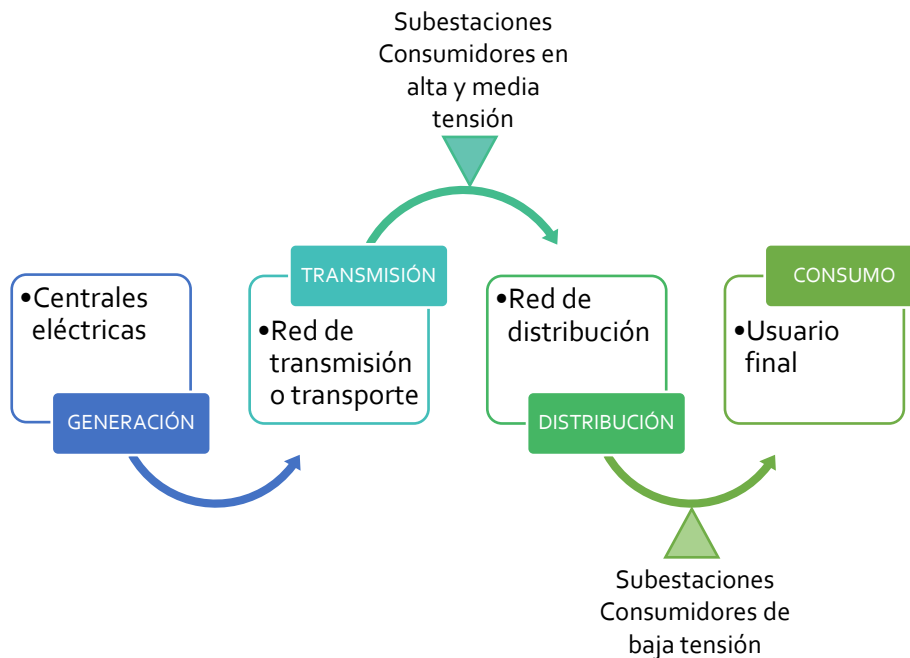 Subestaciones
Consumidores en
alta y media
tensión
•Centrales
eléctricas
GENERACIÓN
TRANSMISIÓN
•Red de
transmisión
o transporte
•Red de
distribución
DISTRIBUCIÓN
CONSUMO
•Usuario
final
Subestaciones
Consumidores de
baja tensión